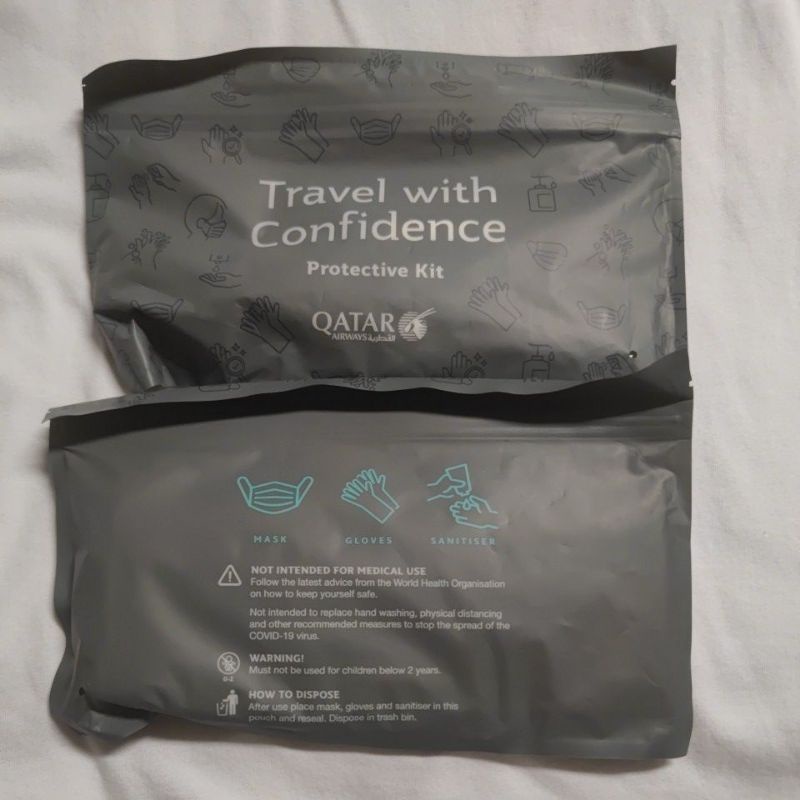 Travel with
Confidence
Protective Kit
QATAR
AIRWAYS القطرية
MASK GLOVES SANITISER
NOT INTENDED FOR MEDICAL USE
Follow the latest advice from the World Health Organisation
on how to keep yourself safe.
Not intended to replace hand washing, physical distancing
and other recommended measures to stop the spread of the
COVID-19 virus.
WARNING!
Must not be used for children below 2 years.
0-2
HOW TO DISPOSE
After use place mask, gloves and sanitiser in this
pouch and reseal. Dispose in trash bin.